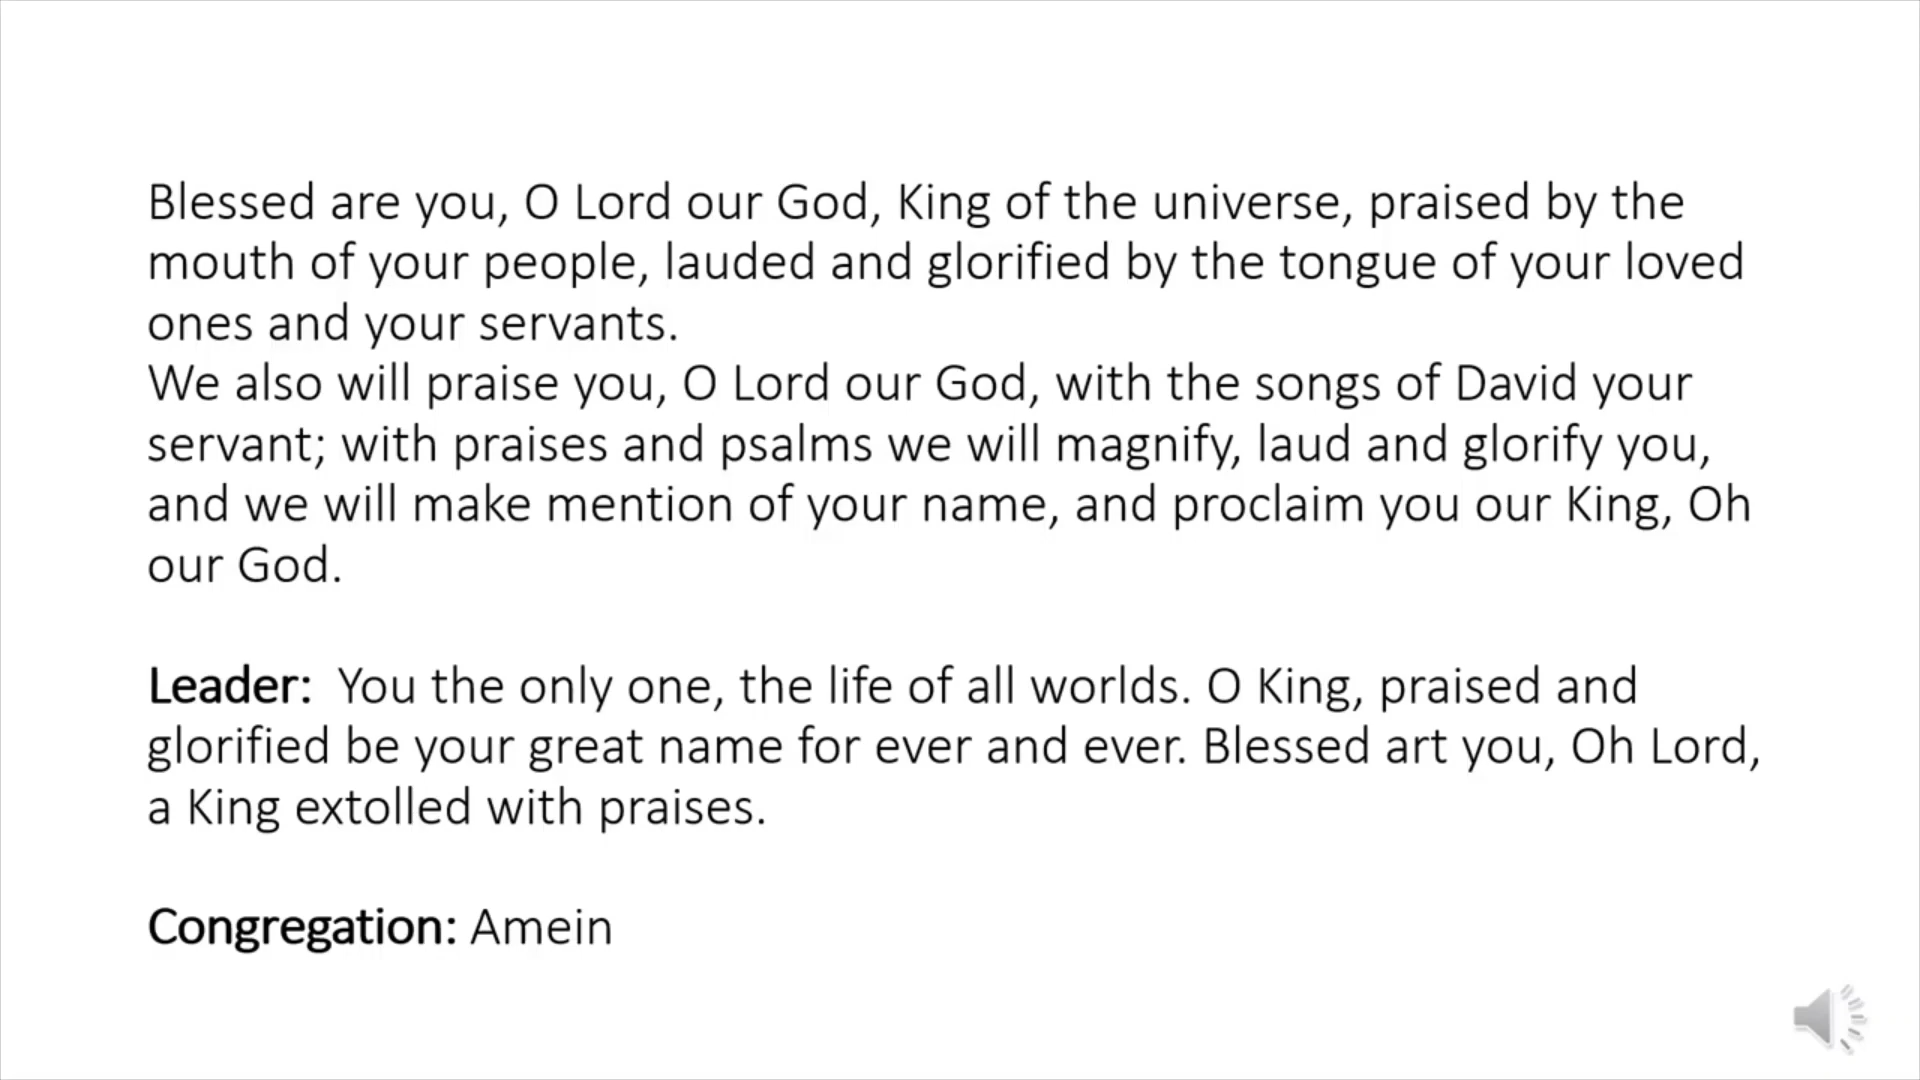 Blessed are you, O Lord our God, King of the universe, praised by the
mouth of your people, lauded and glorified by the tongue of your loved
ones and your servants.
We also will praise you, O Lord our God, with the songs of David your
servant; with praises and psalms we will magnify, laud and glorify you,
and we will make mention of your name, and proclaim you our King, Oh
our God.
Leader:  You the only one, the life of all worlds. O King, praised and
glorified be your great name for ever and ever. Blessed art you, Oh Lord,
a King extolled with praises.
Congregation: Amein